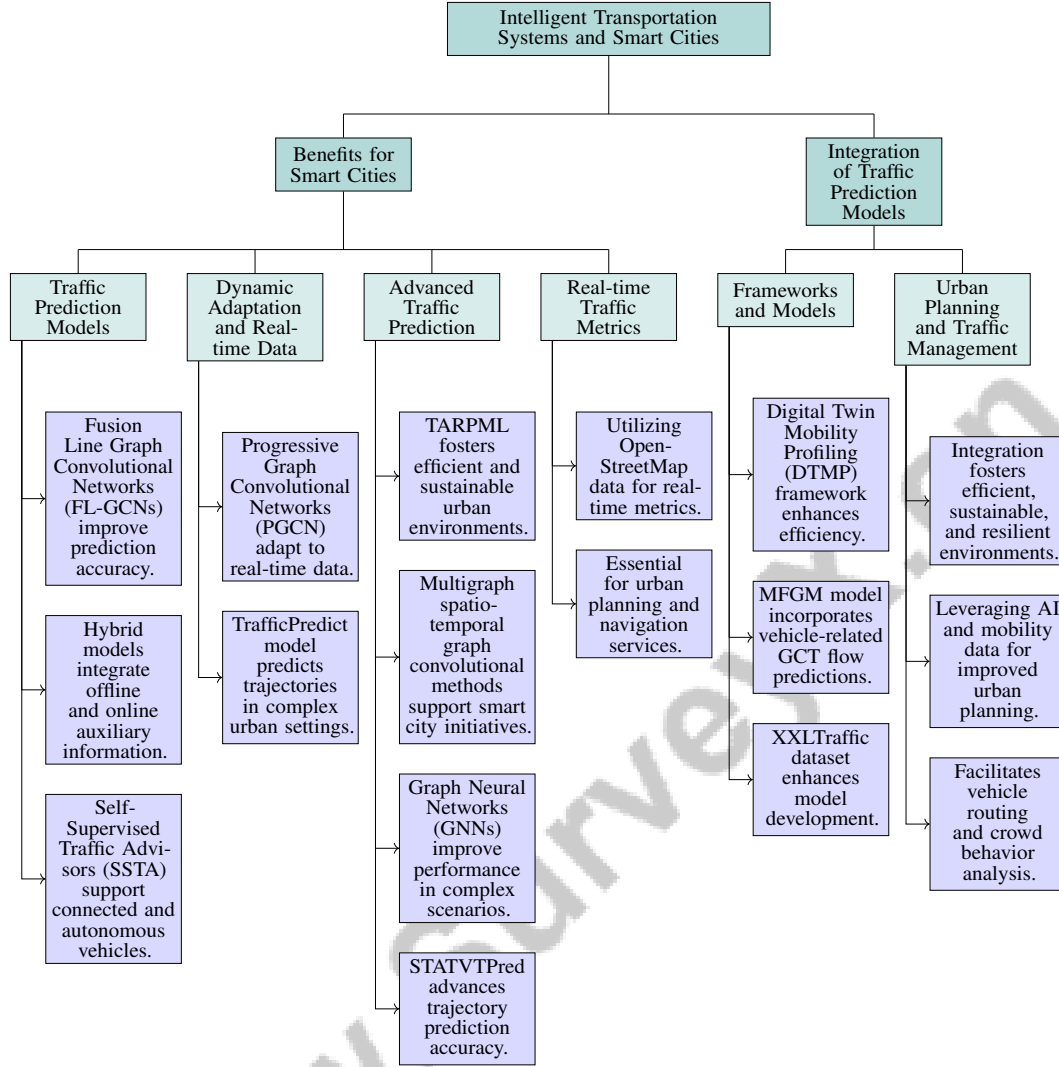 Intelligent Transportation
Systems and Smart Cities
Benefits for
Smart Cities
Integration
of Traffic
Prediction
Models
Traffic
Prediction
Models
Dynamic
Adaptation
and Real-
time Data
Advanced
Traffic
Prediction
Real-time
Traffic
Metrics
Frameworks
and Models
Urban
Planning
and Traffic
Management
Fusion
Line Graph
Convolutional
Networks
(FL-GCNs)
improve
prediction
accuracy.
Hybrid
models
integrate
offline
and online
auxiliary
information.
Self-
Supervised
Traffic Advi-
sors (SSTA)
support
connected and
autonomous
vehicles.
Progressive
Graph
Convolutional
Networks
(PGCN)
adapt to
real-time data.
TrafficPredict
model
predicts
trajectories
in complex
urban settings.
TARPML
fosters
efficient and
sustainable
urban
environments.
Multigraph
spatio-
temporal
graph
convolutional
methods
support smart
city initiatives.
Graph Neural
Networks
(GNNs)
improve
performance
in complex
scenarios.
STATVTPred
advances
trajectory
prediction
accuracy.
Utilizing
Open-
StreetMap
data for real-
time metrics.
Essential
for urban
planning and
navigation
services.
Digital Twin
Mobility
Profiling
(DTMP)
framework
enhances
efficiency.
MFGM model
incorporates
vehicle-related
GCT flow
predictions.
XXLTraffic
dataset
enhances
model
development.
Integration
fosters
efficient,
sustainable,
and resilient
environments.
Leveraging AI
and mobility
data for
improved
urban
planning.
Facilitates
vehicle
routing
and crowd
behavior
analysis.